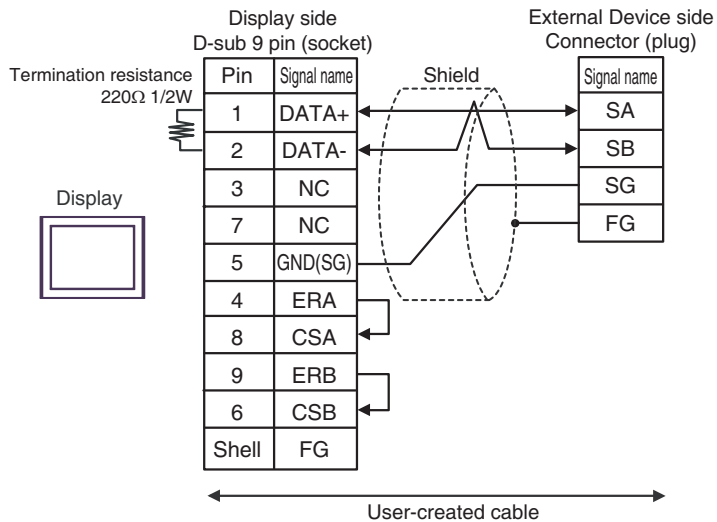 Display side
D-sub 9 pin (socket)
External Device side
Connector (plug)
Termination resistance
220Ω 1/2W
Pin Signal name
Shield
Signal name
1 DATA+
SA
2 DATA-
SB
3 NC
SG
Display
7 NC
FG
5 GND(SG)
4 ERA
8 CSA
9 ERB
6 CSB
Shell FG
User-created cable